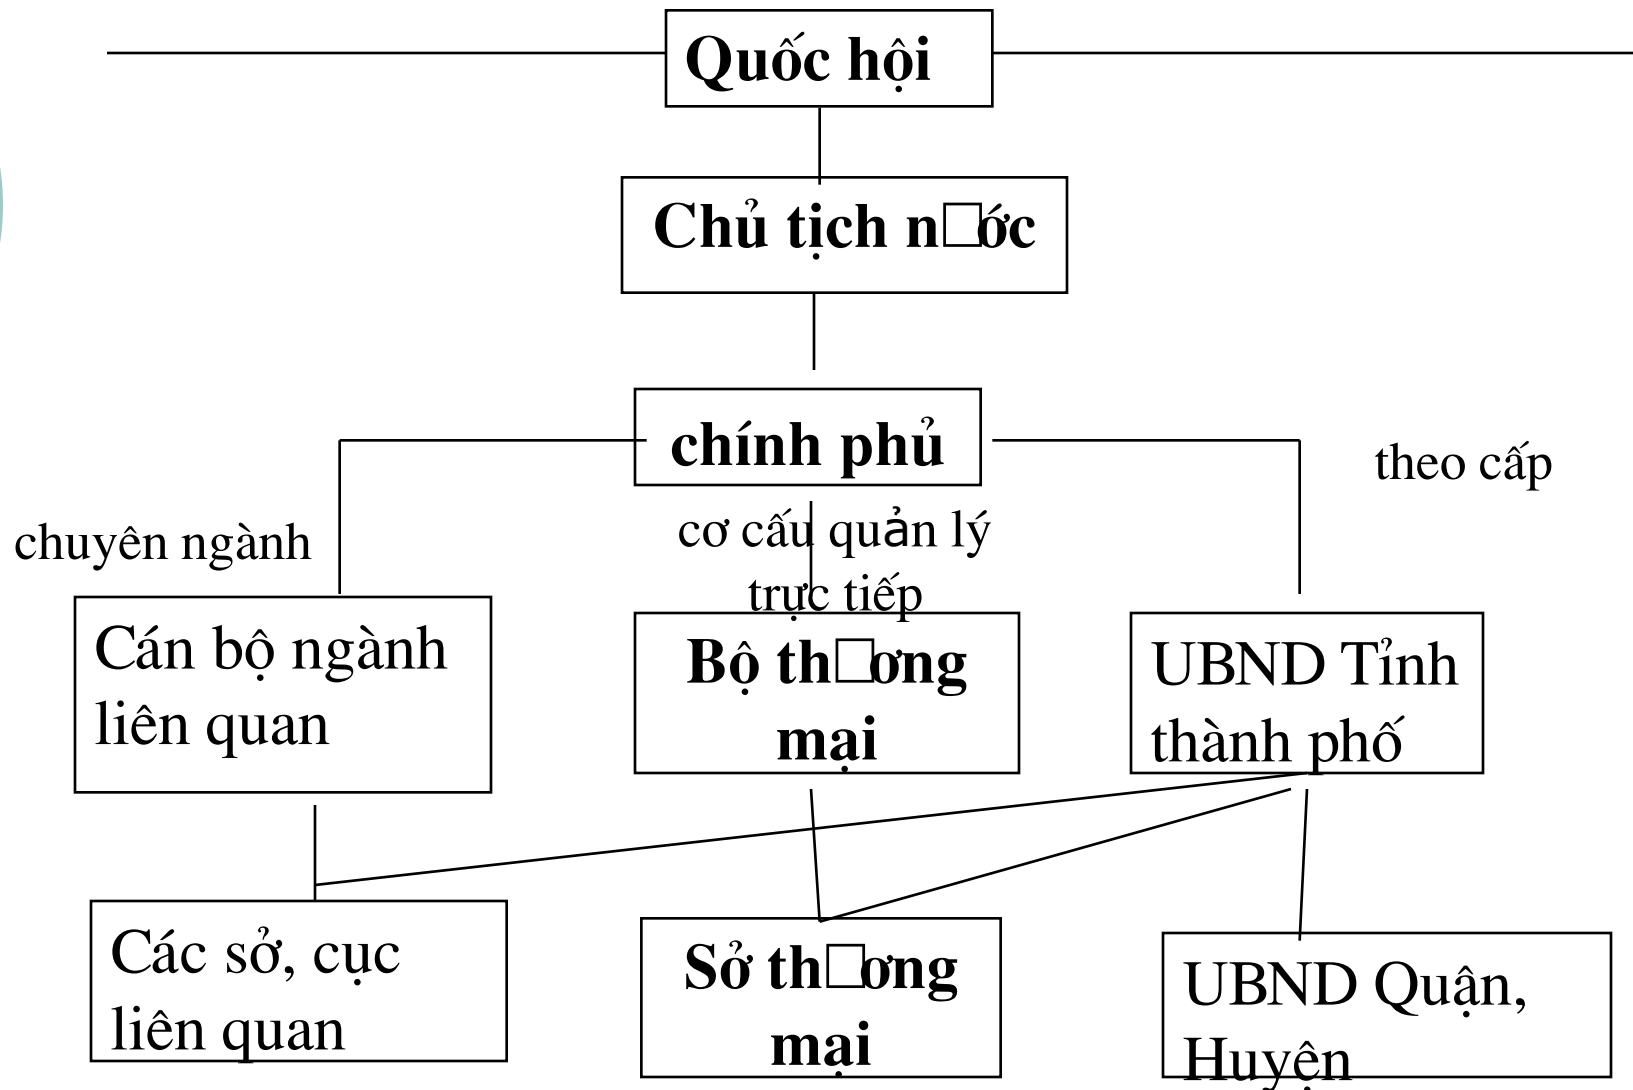 Quốc hội
Chủ tịch n□ớc
chính phủ
theo cấp
chuyên ngành
cơ cấu quản lý
trực tiếp
Cán bộ ngành
liên quan
Bộ th□ơng
mại
UBND Tỉnh
thành phố
Các sở, cục
liên quan
Sở th□ơng
mại
UBND Quận,
Huyện